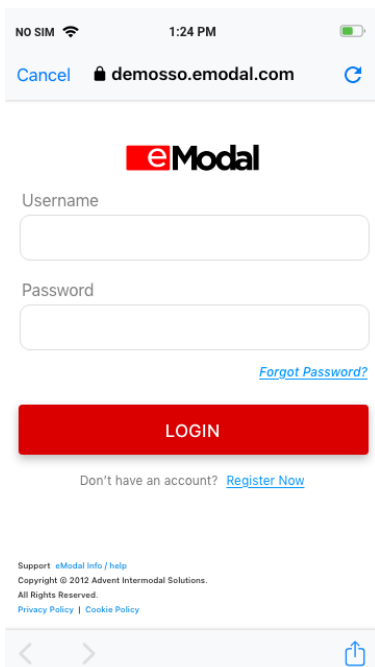 NO SIM 1:24 PM
Cancel demosso.emodal.com
eModal
Username
Password
Forgot Password?
LOGIN
Don't have an account? Register Now
Support eModal Info / help
Copyright © 2012 Advent Intermodal Solutions.
All Rights Reserved.
Privacy Policy | Cookie Policy